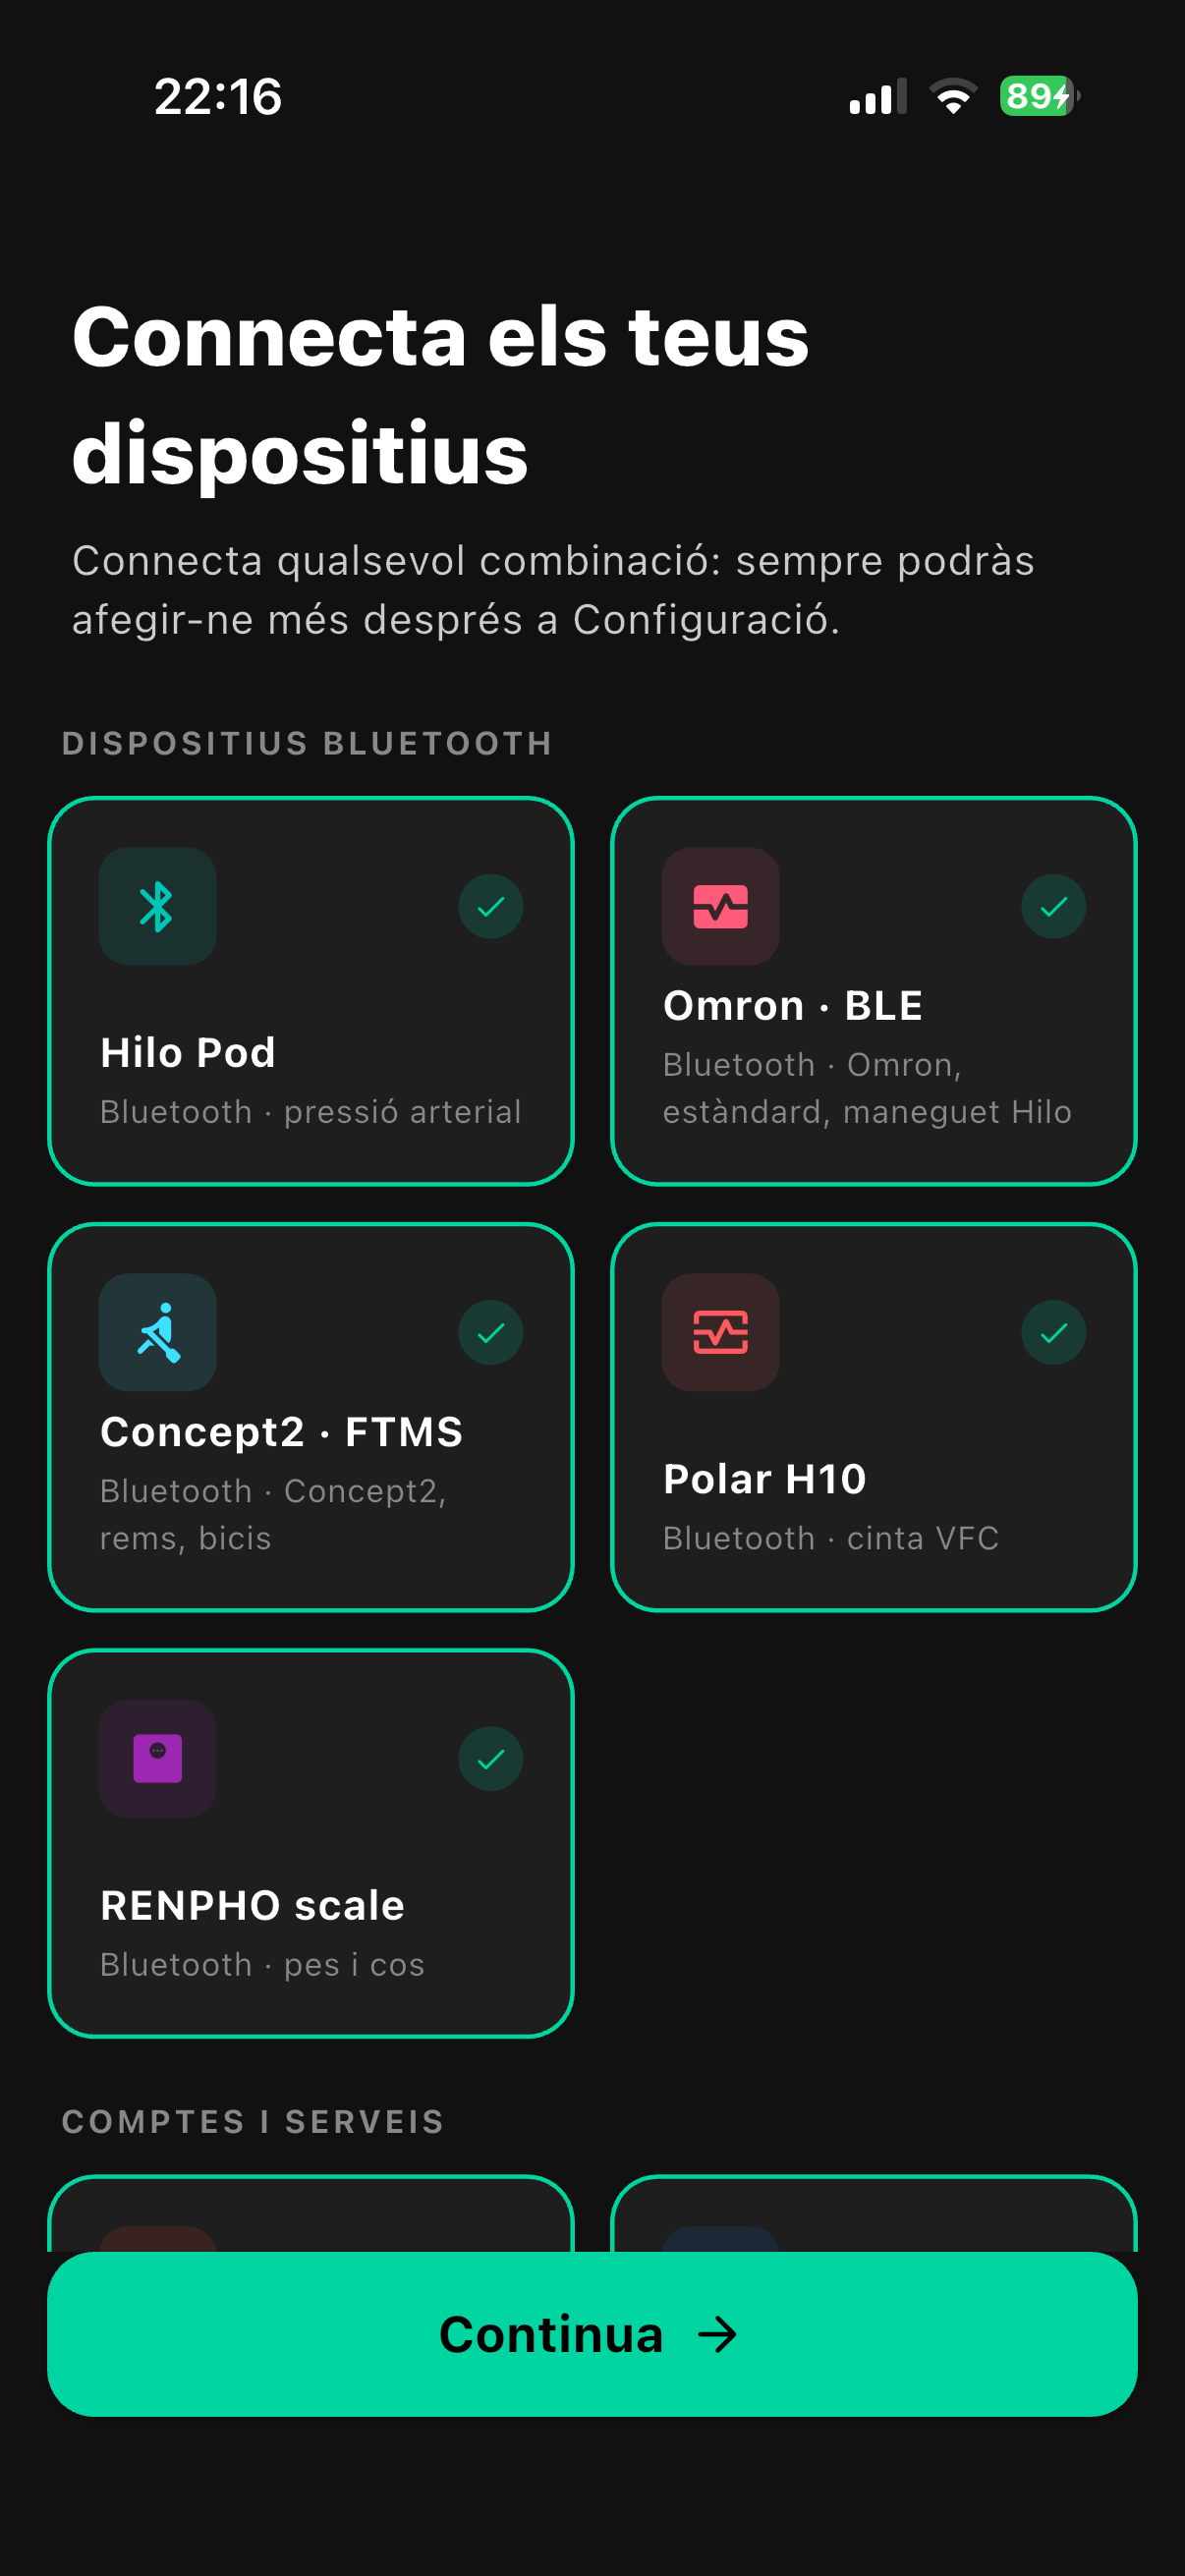 22:16
89
Connecta els teus
dispositius
Connecta qualsevol combinació: sempre podràs
afegir-ne més després a Configuració.
DISPOSITIUS BLUETOOTH
Hilo Pod
Bluetooth · pressió arterial
Omron · BLE
Bluetooth · Omron,
estàndard, maneguet Hilo
Concept2 · FTMS
Bluetooth · Concept2,
rems, bicis
Polar H10
Bluetooth · cinta VFC
RENPHO scale
Bluetooth · pes i cos
COMPTES I SERVEIS
Continua →